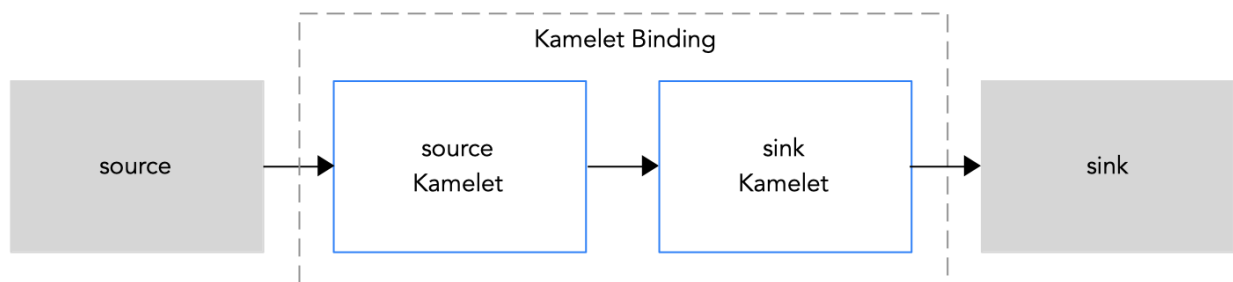 Kamelet Binding
source
source
Kamelet
sink
Kamelet
sink